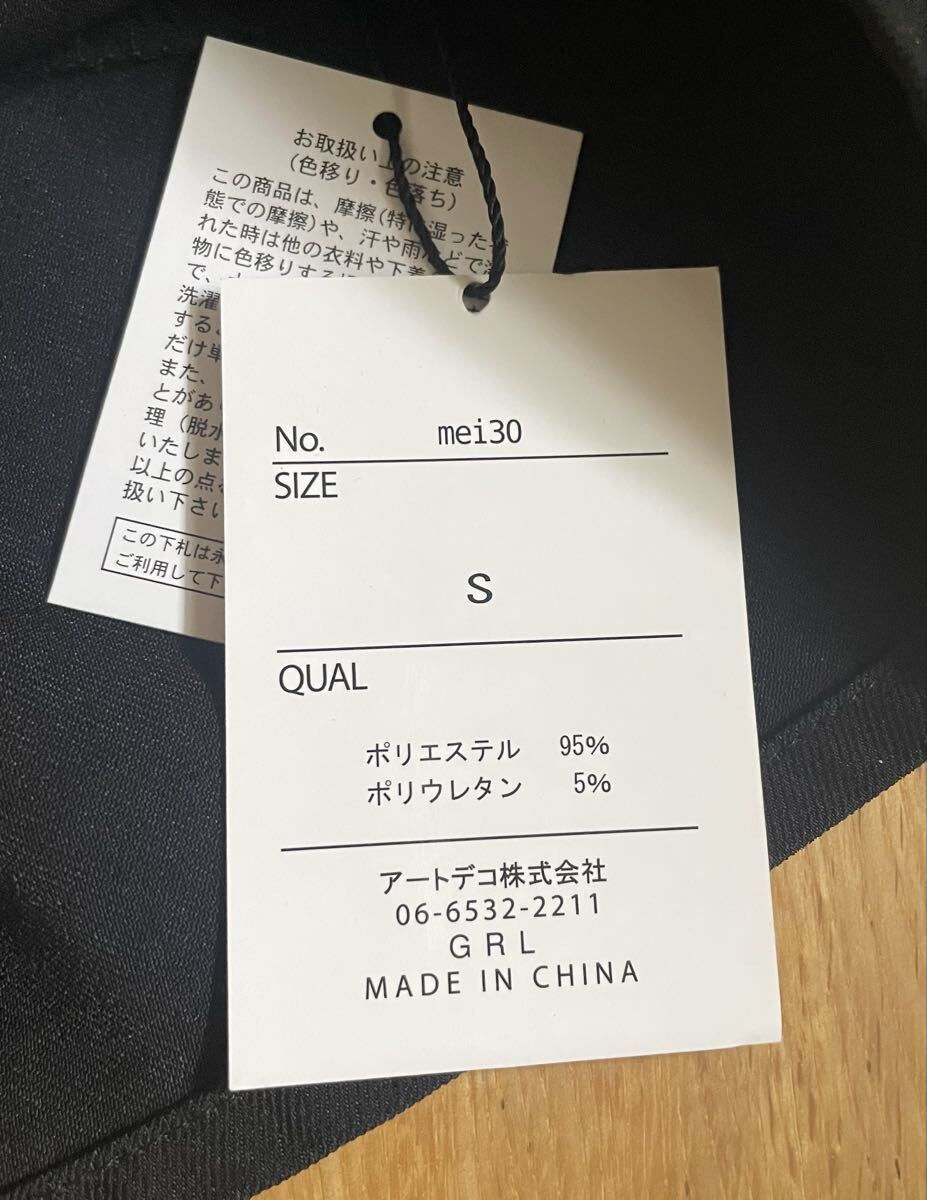 お取扱い上の注意
(色移り・色落ち)
この商品は、摩擦(特に湿った状
態での摩擦)や、汗や雨などで濡
れた時は他の衣料や下着
物に色移りする
で、
洗濯
する
だけ単
また、
とがあ
理(脱水
いたしま
以上の点
扱い下さい
この下札は永
ご利用して下
No. mei30
SIZE
S
QUAL
ポリエステル 95%
ポリウレタン 5%
アートデコ株式会社
06-6532-2211
GRL
MADE IN CHINA